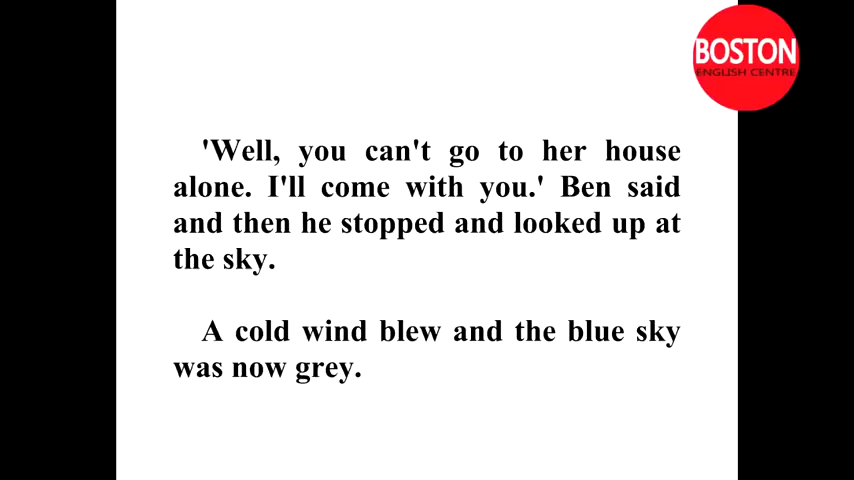 BOSTON
ENGLISH CENTRE
'Well, you can't go to her house
alone. I'll come with you.' Ben said
and then he stopped and looked up at
the sky.
A cold wind blew and the blue sky
was now grey.